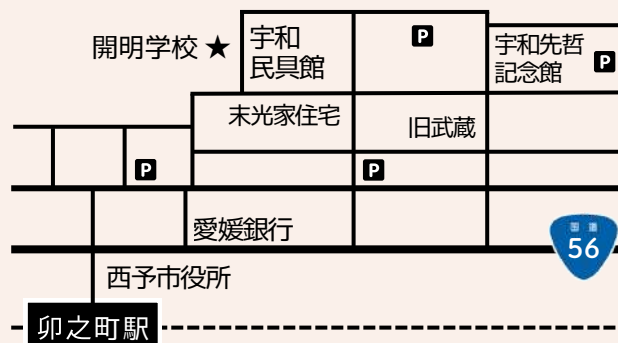 開明学校 ★
宇和
民具館
P
宇和先哲
記念館
P
末光家住宅
旧武蔵
P
P
愛媛銀行
国道
56
西予市役所
卯之町駅